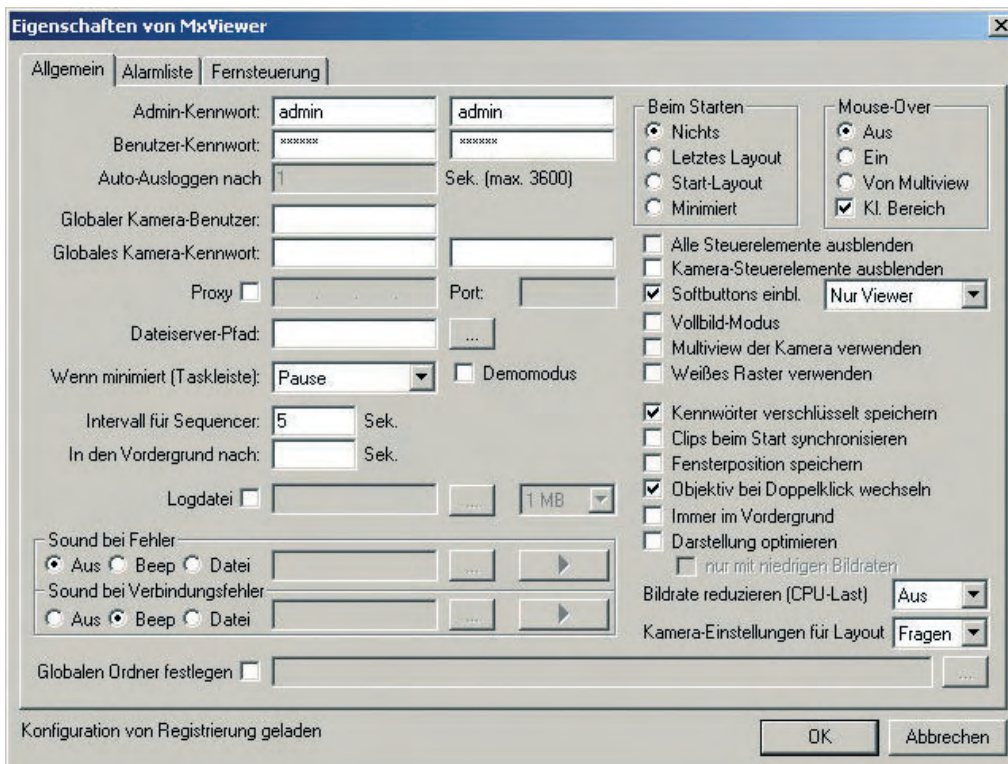 Eigenschaften von MxViewer
Allgemein Alarmliste Fernsteuerung
Admin-Kennwort: admin admin
Benutzer-Kennwort: ****** ******
Auto-Ausloggen nach 1 Sek. (max. 3600)
Globaler Kamera-Benutzer:
Globales Kamera-Kennwort:
Proxy . . . Port:
Dateiserver-Pfad: ...
Wenn minimiert (Taskleiste): Pause Demomodus
Intervall für Sequencer: 5 Sek.
In den Vordergrund nach: Sek.
Logdatei ... 1 MB
Sound bei Fehler
Aus Beep Datei ...
Sound bei Verbindungsfehler
Aus Beep Datei ...
Beim Starten
Nichts
Letztes Layout
Start-Layout
Minimiert
Mouse-Over
Aus
Ein
Von Multiview
Kl. Bereich
Alle Steuerelemente ausblenden
Kamera-Steuerelemente ausblenden
Softbuttons einbl. Nur Viewer
Vollbild-Modus
Multiview der Kamera verwenden
Weißes Raster verwenden
Kennwörter verschlüsselt speichern
Clips beim Start synchronisieren
Fensterposition speichern
Objektiv bei Doppelklick wechseln
Immer im Vordergrund
Darstellung optimieren
nur mit niedrigen Bildraten
Bildrate reduzieren (CPU-Last) Aus
Kamera-Einstellungen für Layout Fragen
Globalen Ordner festlegen ...
Konfiguration von Registrierung geladen
OK Abbrechen